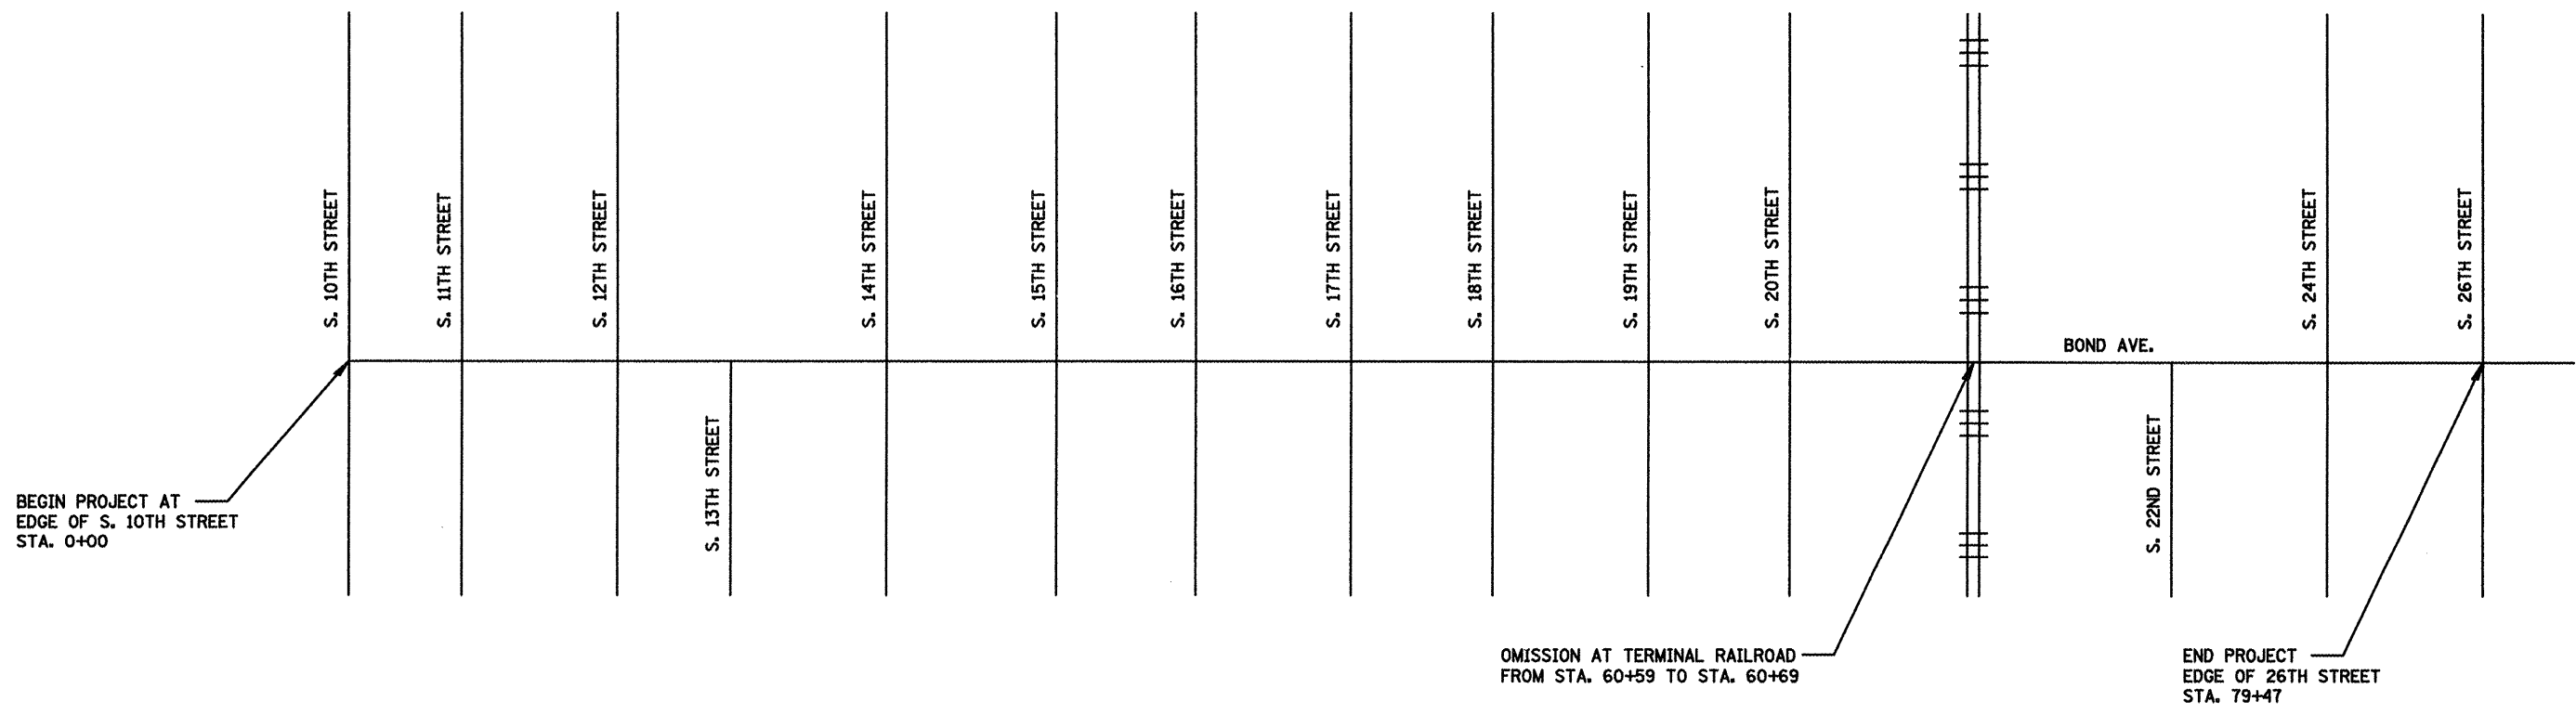 S. 10TH STREET
S. 11TH STREET
S. 12TH STREET
S. 13TH STREET
S. 14TH STREET
S. 15TH STREET
S. 16TH STREET
S. 17TH STREET
S. 18TH STREET
S. 19TH STREET
S. 20TH STREET
BOND AVE.
S. 22ND STREET
S. 24TH STREET
S. 26TH STREET
BEGIN PROJECT AT
EDGE OF S. 10TH STREET
STA. 0+00
OMISSION AT TERMINAL RAILROAD
FROM STA. 60+59 TO STA. 60+69
END PROJECT
EDGE OF 26TH STREET
STA. 79+47